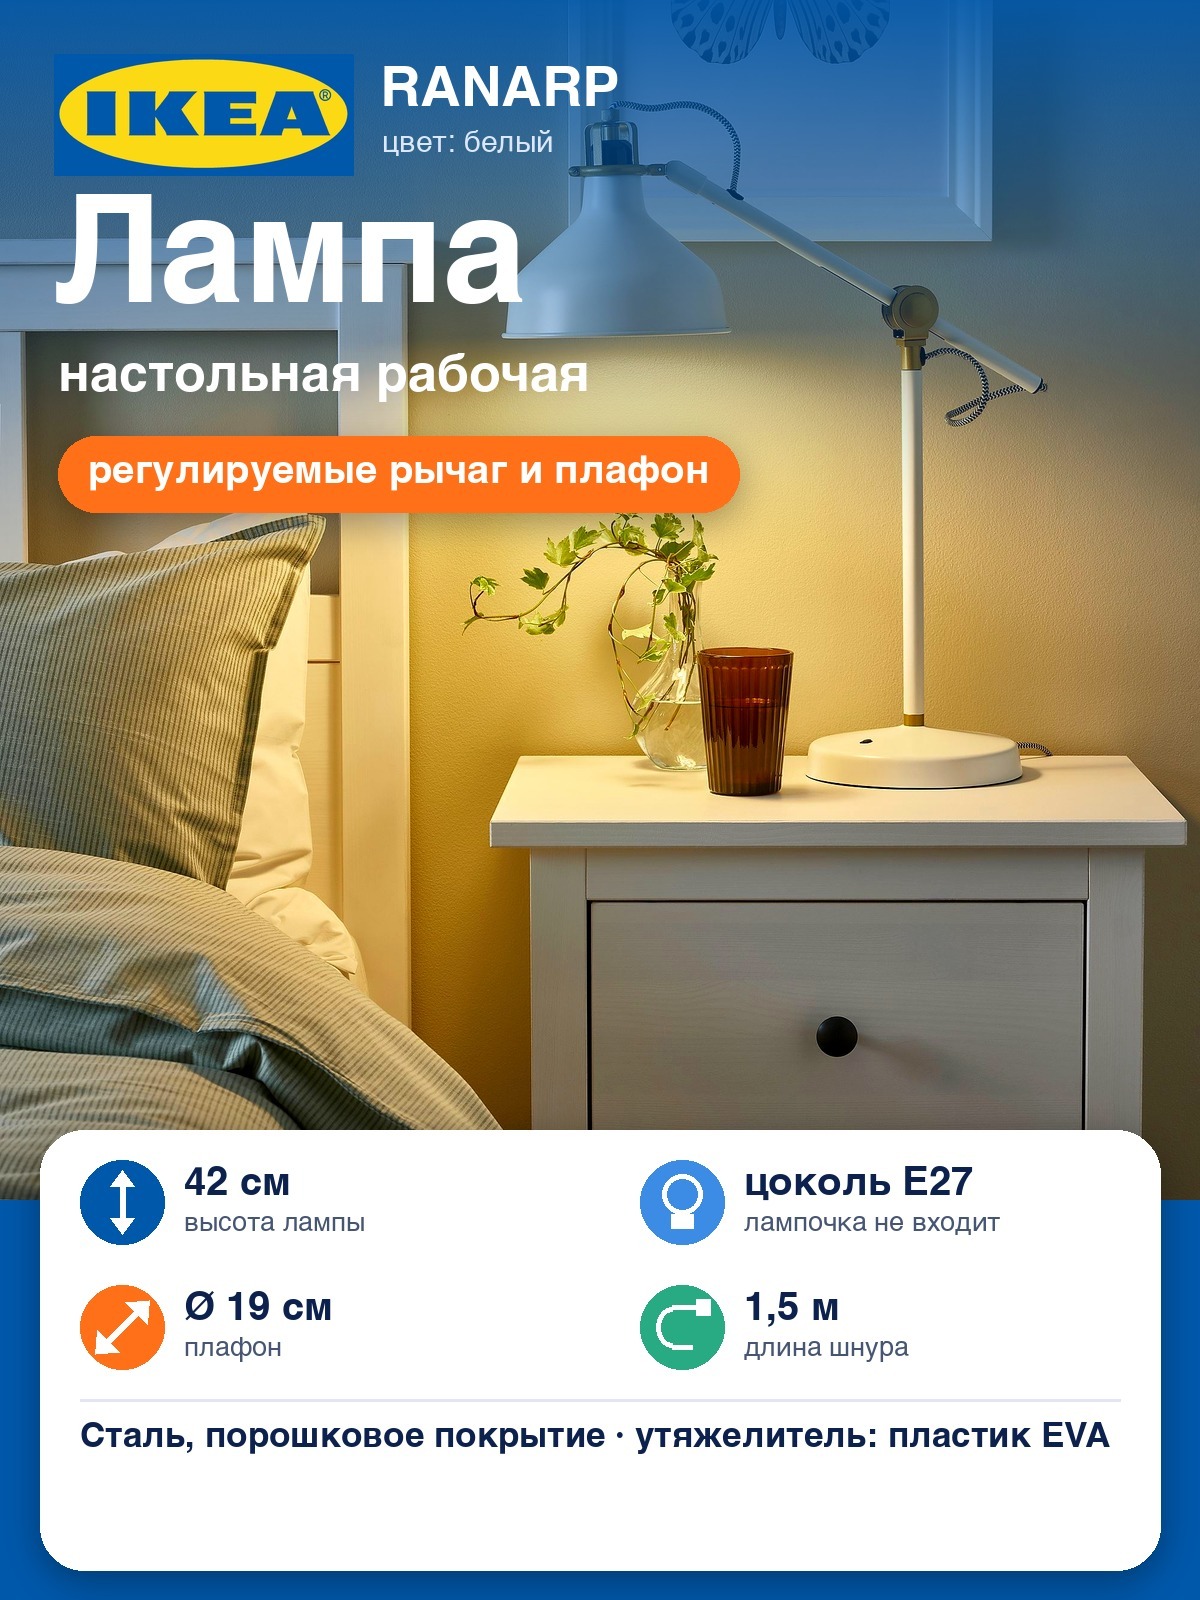 IKEA®
RANARP
цвет: белый
Лампа
настольная рабочая
регулируемые рычаг и плафон
42 см
высота лампы
цоколь E27
лампочка не входит
Ø 19 см
плафон
1,5 м
длина шнура
Сталь, порошковое покрытие · утяжелитель: пластик EVA